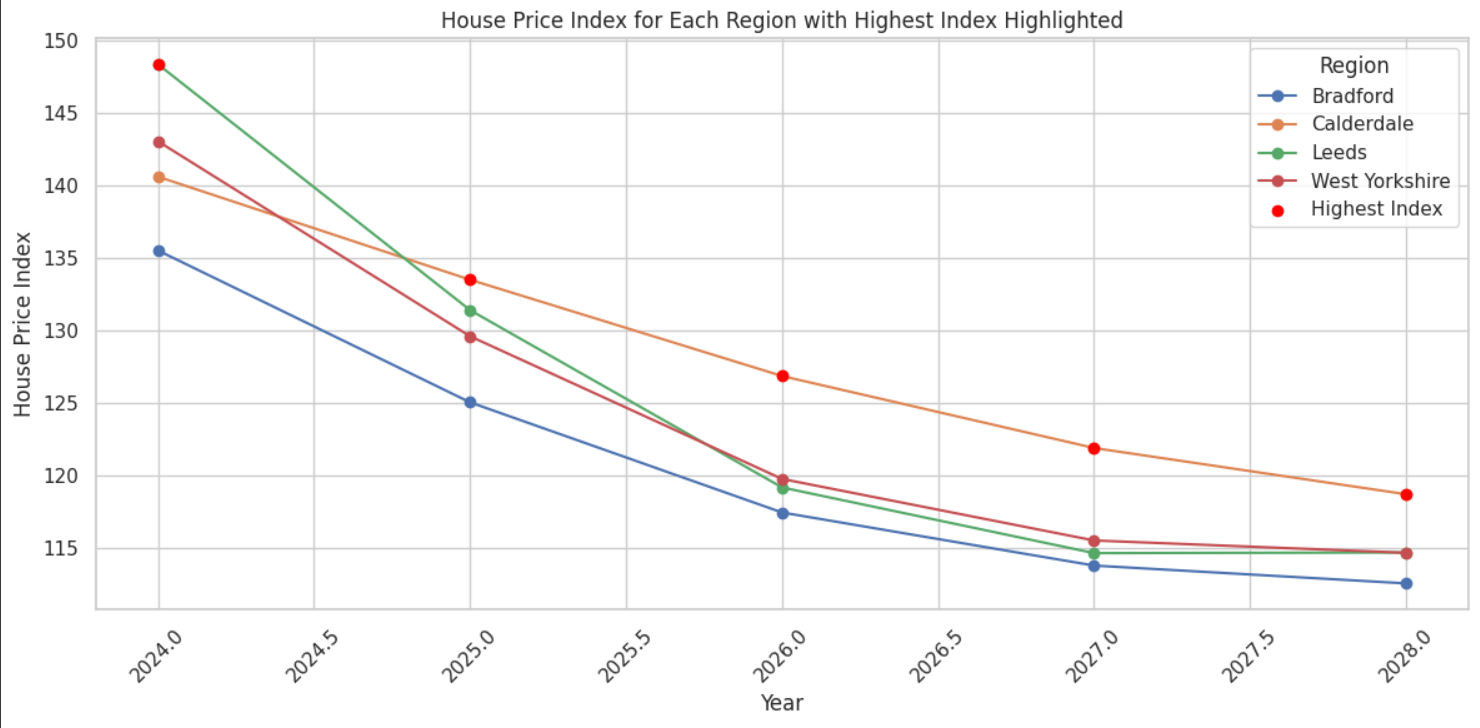 House Price Index for Each Region with Highest Index Highlighted
150
145
140
135
130
125
120
115
House Price Index
Region
Bradford
Calderdale
Leeds
West Yorkshire
Highest Index
2024.0
2024.5
2025.0
2025.5
2026.0
2026.5
2027.0
2027.5
2028.0
Year